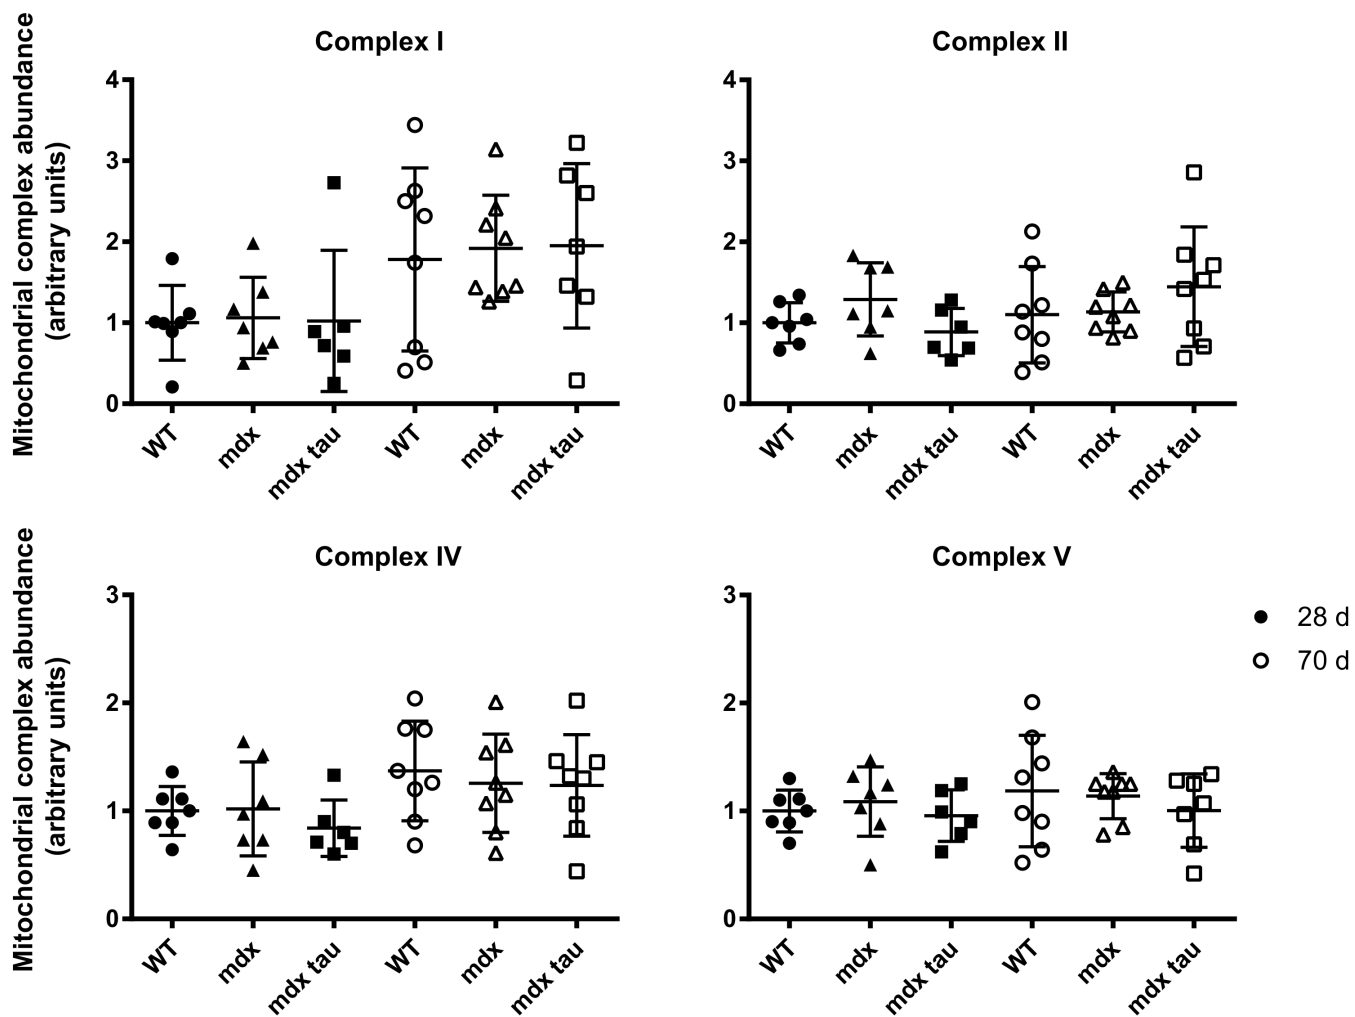 Complex I
Mitochondrial complex abundance
(arbitrary units)
4
3
2
1
0
WT
mdx
mdx tau
WT
mdx
mdx tau
Complex II
4
3
2
1
0
WT
mdx
mdx tau
WT
mdx
mdx tau
Complex IV
Mitochondrial complex abundance
(arbitrary units)
3
2
1
0
WT
mdx
mdx tau
WT
mdx
mdx tau
Complex V
3
2
1
0
WT
mdx
mdx tau
WT
mdx
mdx tau
28 d
70 d